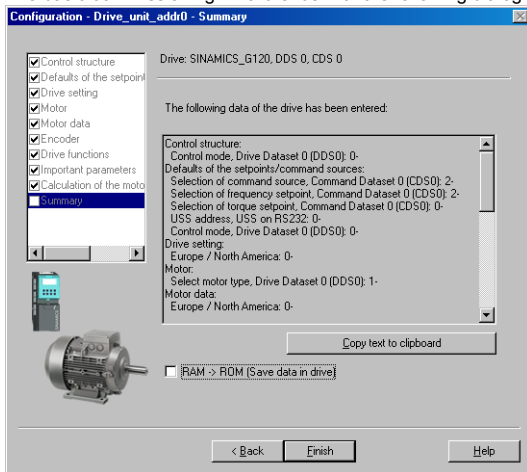 Configuration - Drive_unit_addr0 - Summary
Control structure
Defaults of the setpoin
Drive setting
Motor
Motor data
Encoder
Drive functions
Important parameters
Calculation of the moto
Summary
Drive: SINAMICS_G120, DDS 0, CDS 0
The following data of the drive has been entered:
Control structure:
Control mode, Drive Dataset 0 (DDS0): 0-
Defaults of the setpoints/command sources:
Selection of command source, Command Dataset 0 (CDS0): 2-
Selection of frequency setpoint, Command Dataset 0 (CDS0): 2-
Selection of torque setpoint, Command Dataset 0 (CDS0): 0-
USS address, USS on RS232: 0-
Control mode, Drive Dataset 0 (DDS0): 0-
Drive setting:
Europe / North America: 0-
Motor:
Select motor type, Drive Dataset 0 (DDS0): 1-
Motor data:
Europe / North America: 0-
Copy text to clipboard
RAM -> ROM (Save data in drive)
< Back
Finish
Help